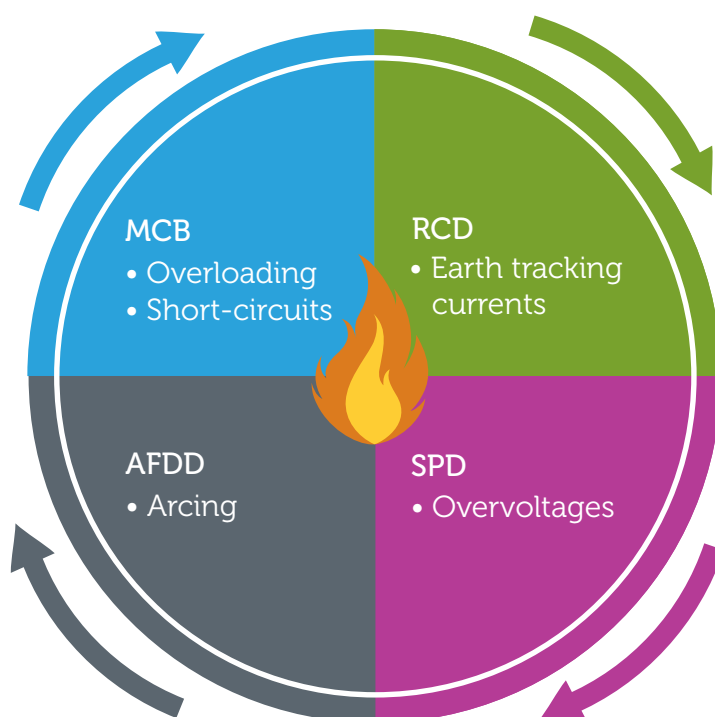 MCB
• Overloading
• Short-circuits
RCD
• Earth tracking
currents
AFDD
• Arcing
SPD
• Overvoltages